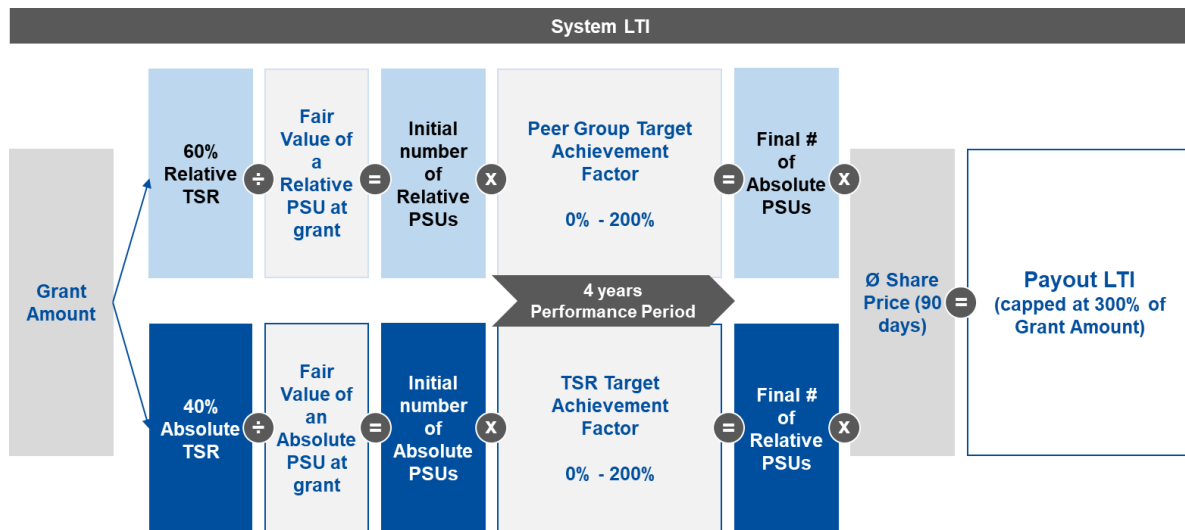 System LTI
Grant
Amount
60%
Relative
TSR
÷
Fair
Value of
a
Relative
PSU at
grant
=
Initial
number
of
Relative
PSUs
x
Peer Group Target
Achievement
Factor
0% - 200%
=
Final #
of
Absolute
PSUs
x
4 years
Performance Period
40%
Absolute
TSR
÷
Fair
Value of
an
Absolute
PSU at
grant
=
Initial
number
of
Absolute
PSUs
x
TSR Target
Achievement
Factor
0% - 200%
=
Final #
of
Relative
PSUs
x
Ø Share
Price (90
days)
=
Payout LTI
(capped at 300% of
Grant Amount)